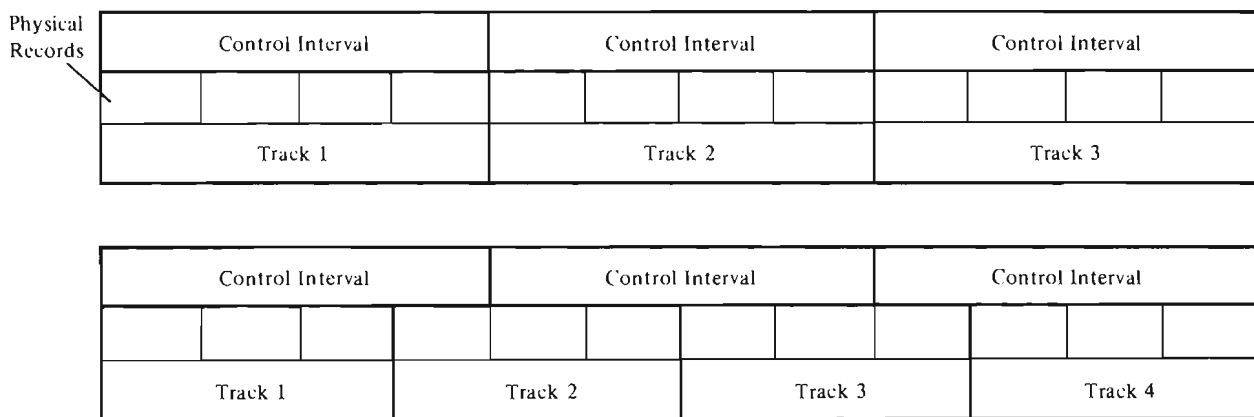 Physical
Records
Control Interval Control Interval Control Interval
Track 1 Track 2 Track 3
Control Interval Control Interval Control Interval
Track 1 Track 2 Track 3 Track 4